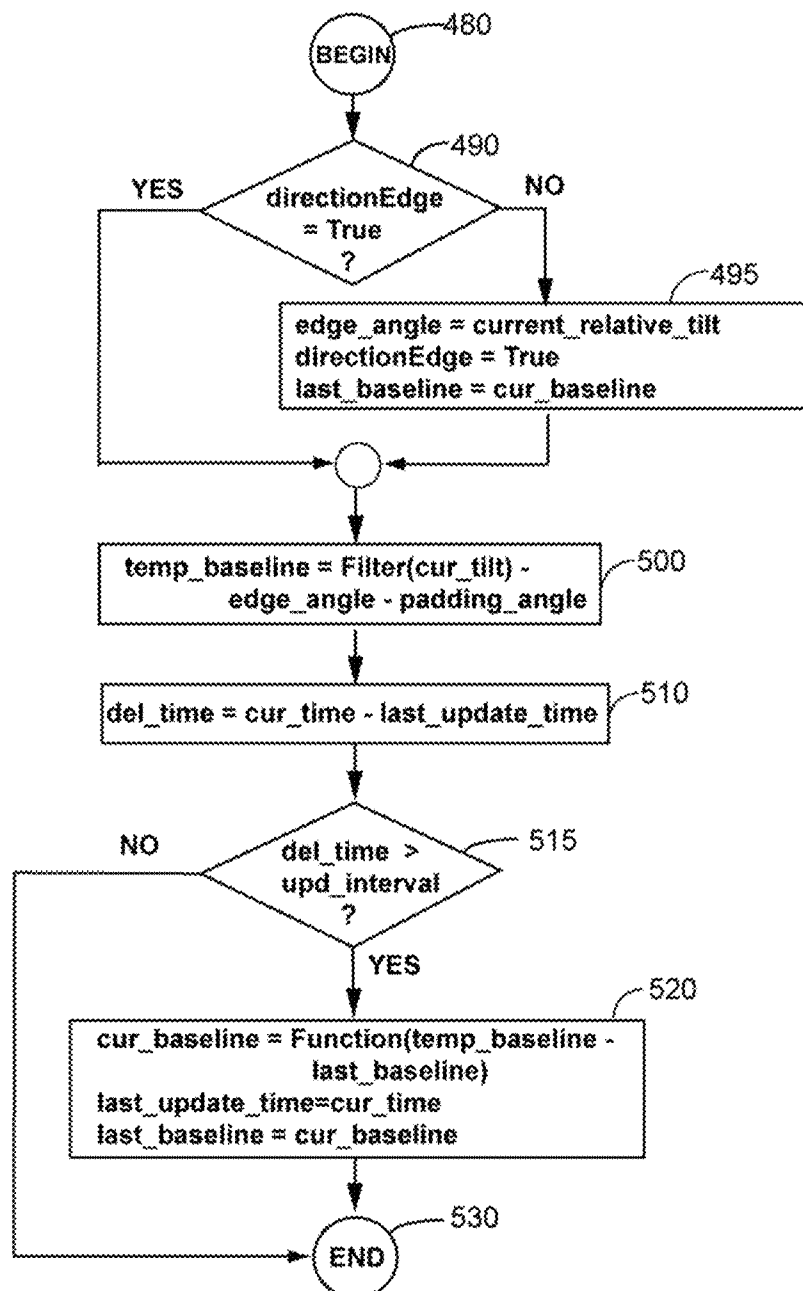 480
BEGIN
490
YES
NO
directionEdge
= True
?
495
edge_angle = current_relative_tilt
directionEdge = True
last_baseline = cur_baseline
temp_baseline = Filter(cur_tilt) -
edge_angle - padding_angle
500
del_time = cur_time - last_update_time
510
NO
del_time >
upd_interval
?
515
YES
520
cur_baseline = Function(temp_baseline -
last_baseline)
last_update_time=cur_time
last_baseline = cur_baseline
530
END